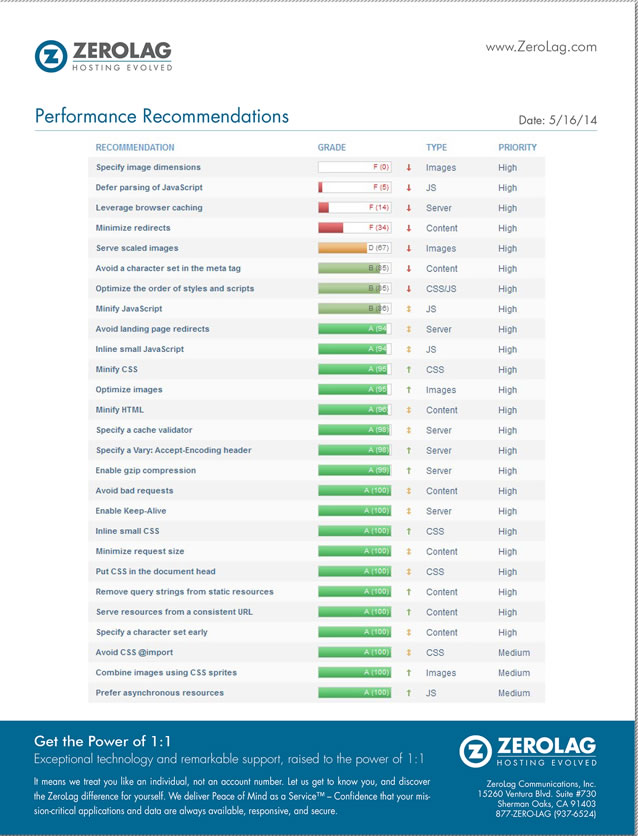 ZEROLAG
HOSTING EVOLVED
www.ZeroLag.com
Performance Recommendations
Date: 5/16/14
RECOMMENDATION GRADE TYPE PRIORITY
Specify image dimensions F (0) Images High
Defer parsing of JavaScript F (5) JS High
Leverage browser caching F (14) Server High
Minimize redirects F (34) Content High
Serve scaled images D (67) Images High
Avoid a character set in the meta tag B (85) Content High
Optimize the order of styles and scripts B (85) CSS/JS High
Minify JavaScript B (86) JS High
Avoid landing page redirects A (94 Server High
Inline small JavaScript A (94 JS High
Minify CSS A (95 CSS High
Optimize images A (95 Images High
Minify HTML A (96 Content High
Specify a cache validator A (98) Server High
Specify a Vary: Accept-Encoding header A (98) Server High
Enable gzip compression A (99) Server High
Avoid bad requests A (100) Content High
Enable Keep-Alive A (100) Server High
Inline small CSS A (100) CSS High
Minimize request size A (100) Content High
Put CSS in the document head A (100) CSS High
Remove query strings from static resources A (100) Content High
Serve resources from a consistent URL A (100) Content High
Specify a character set early A (100) Content High
Avoid CSS @import A (100) CSS Medium
Combine images using CSS sprites A (100) Images Medium
Prefer asynchronous resources A (100) JS Medium
Get the Power of 1:1
Exceptional technology and remarkable support, raised to the power of 1:1
It means we treat you like an individual, not an account number. Let us get to know you, and discover
the ZeroLag difference for yourself. We deliver Peace of Mind as a Service™ – Confidence that your mis-
sion-critical applications and data are always available, responsive, and secure.
ZEROLAG
HOSTING EVOLVED
ZeroLag Communications, Inc.
15260 Ventura Blvd. Suite #730
Sherman Oaks, CA 91403
877-ZERO-LAG (937-6524)